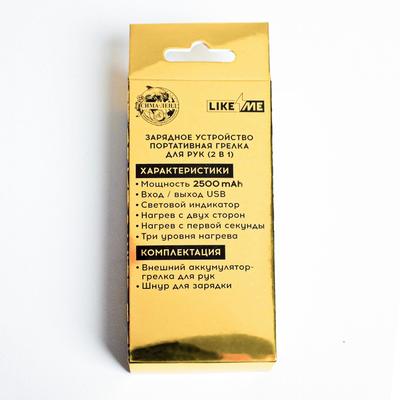 СИМА-ЛЕНД
LIKE ME
ЗАРЯДНОЕ УСТРОЙСТВО
ПОРТАТИВНАЯ ГРЕЛКА
ДЛЯ РУК (2 В 1)
ХАРАКТЕРИСТИКИ
• Мощность 2500 mAh
• Вход / выход USB
• Световой индикатор
• Нагрев с двух сторон
• Нагрев с первой секунды
• Три уровня нагрева
КОМПЛЕКТАЦИЯ
• Внешний аккумулятор-
грелка для рук
• Шнур для зарядки